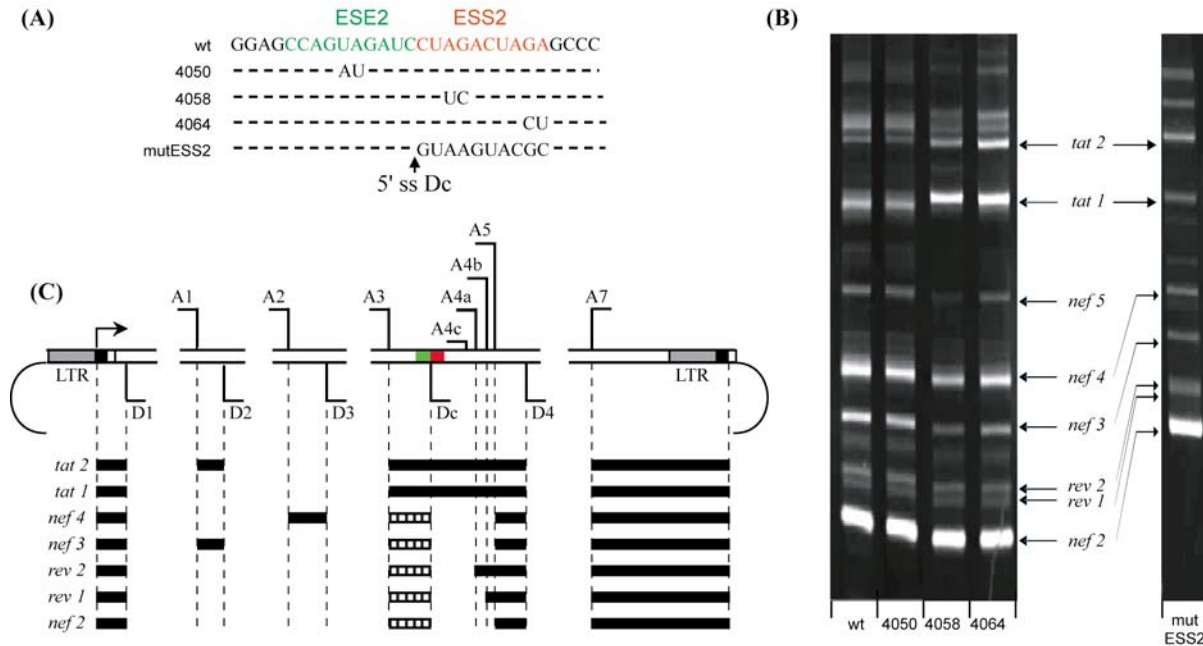 (A)
ESE2 ESS2
wt GGAGCCAGUAGAUCCUAGACUAGAGCCC
4050 AU
4058 UC
4064 CU
mutESS2 GUAAGUACGC
5' ss Dc
(B)
tat 2
tat 1
nef 5
nef 4
nef 3
rev 2
rev 1
nef 2
wt 4050 4058 4064
mut
ESS2
(C)
A5
A4b
A1 A2 A3 A4a A7
A4c
LTR LTR
D1 D2 D3 Dc D4
tat 2
tat 1
nef 4
nef 3
rev 2
rev 1
nef 2